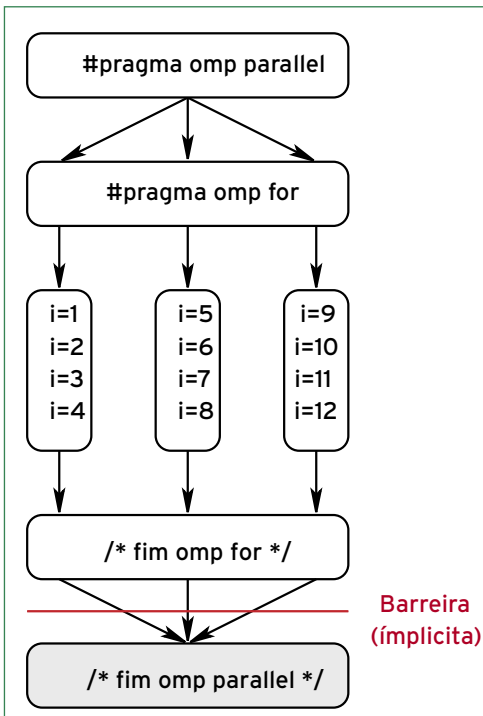 #pragma omp parallel
#pragma omp for
i=1
i=2
i=3
i=4
i=5
i=6
i=7
i=8
i=9
i=10
i=11
i=12
/* fim omp for */
Barreira
(ímplicita)
/* fim omp parallel */